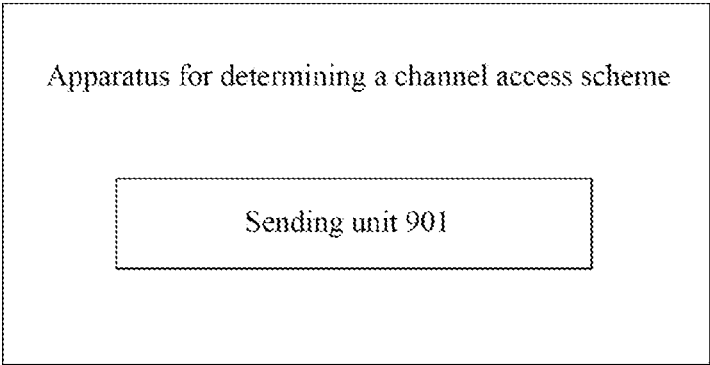 Apparatus for determining a channel access scheme
Sending unit 901